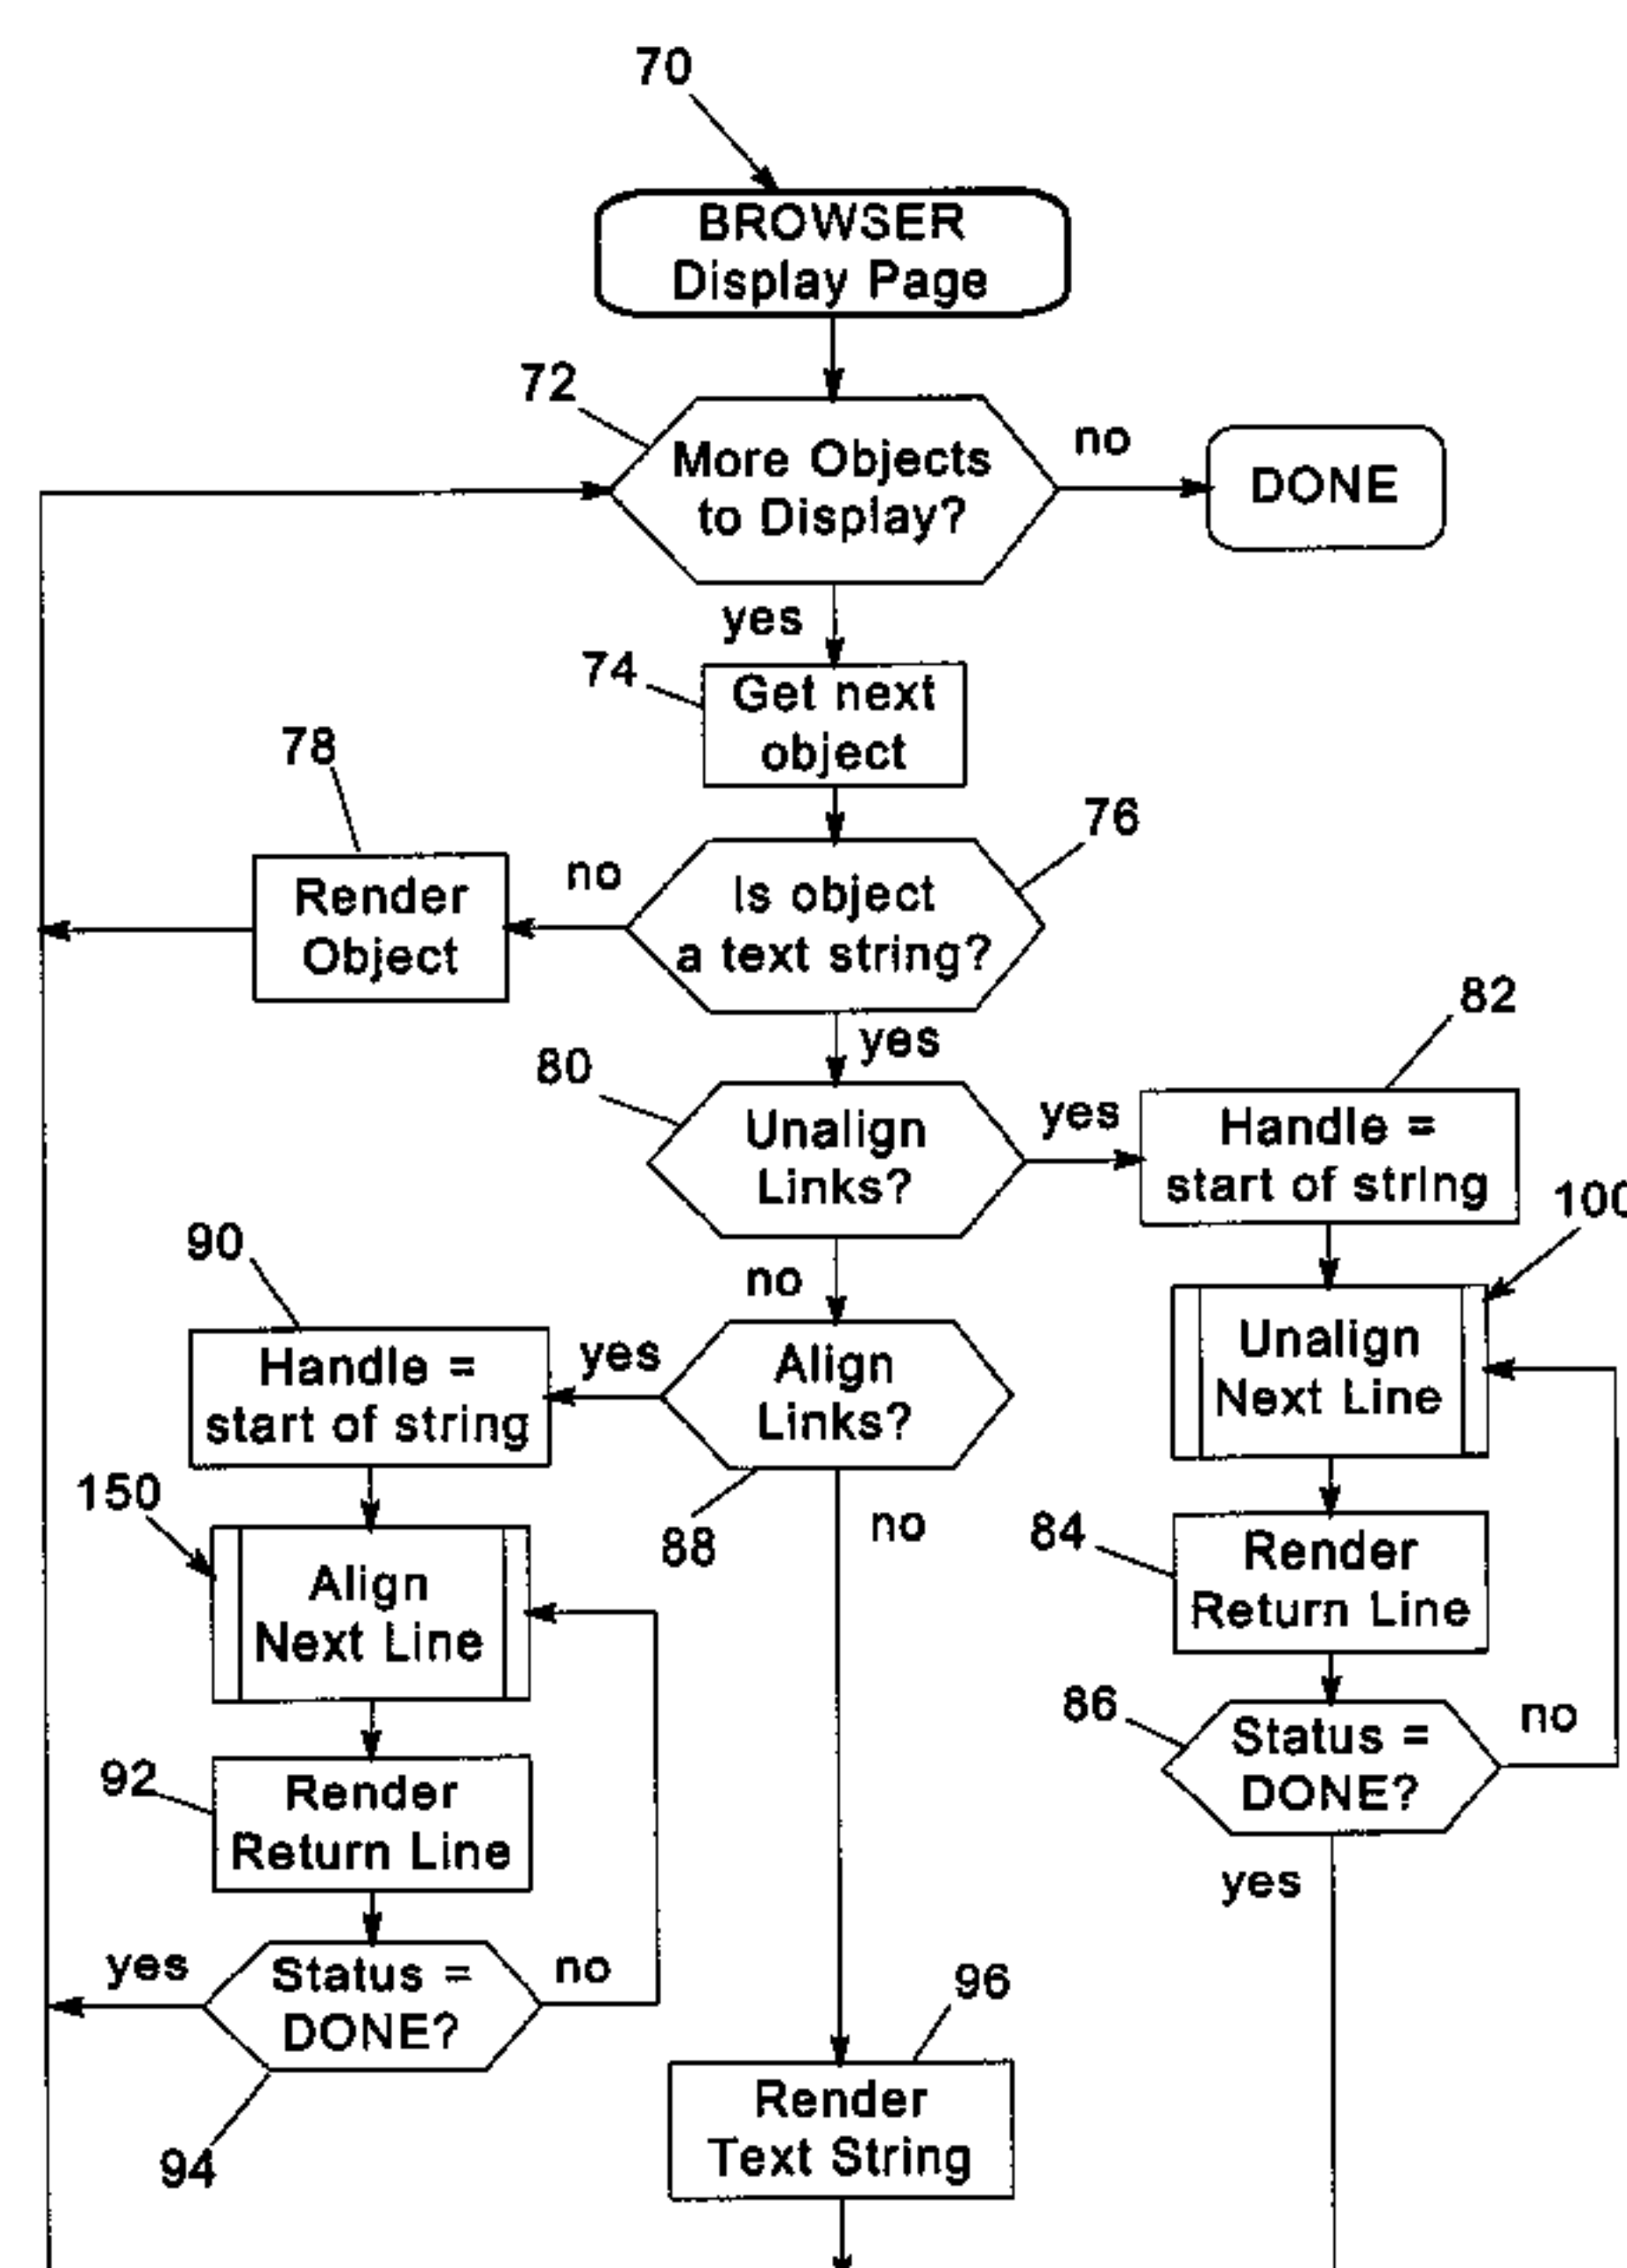 70
BROWSER
Display Page
72
More Objects
to Display?
no
DONE
yes
74
Get next
object
78
76
Render
Object
no
Is object
a text string?
82
yes
80
Unalign
Links?
yes
Handle =
start of string
100
90
no
Unalign
Next Line
Handle =
start of string
yes
Align
Links?
150
88
no
84
Render
Return Line
Align
Next Line
86
Status =
DONE?
no
92
Render
Return Line
yes
yes
Status =
DONE?
no
96
94
Render
Text String